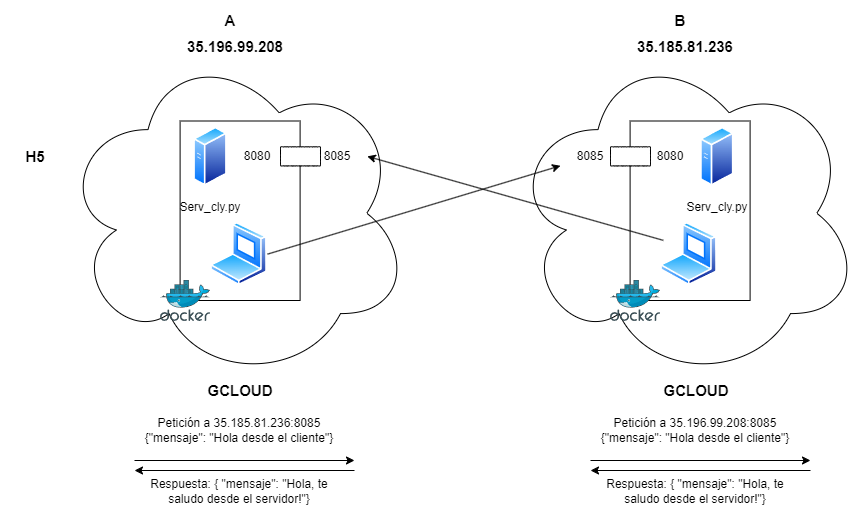 A
35.196.99.208
B
35.185.81.236
H5
8080
8085
8085
8080
Serv_cly.py
Serv_cly.py
docker
docker
GCLOUD
GCLOUD
Petición a 35.185.81.236:8085
{"mensaje": "Hola desde el cliente"}
Respuesta: { "mensaje": "Hola, te
saludo desde el servidor!"}
Petición a 35.196.99.208:8085
{"mensaje": "Hola desde el cliente"}
Respuesta: { "mensaje": "Hola, te
saludo desde el servidor!"}